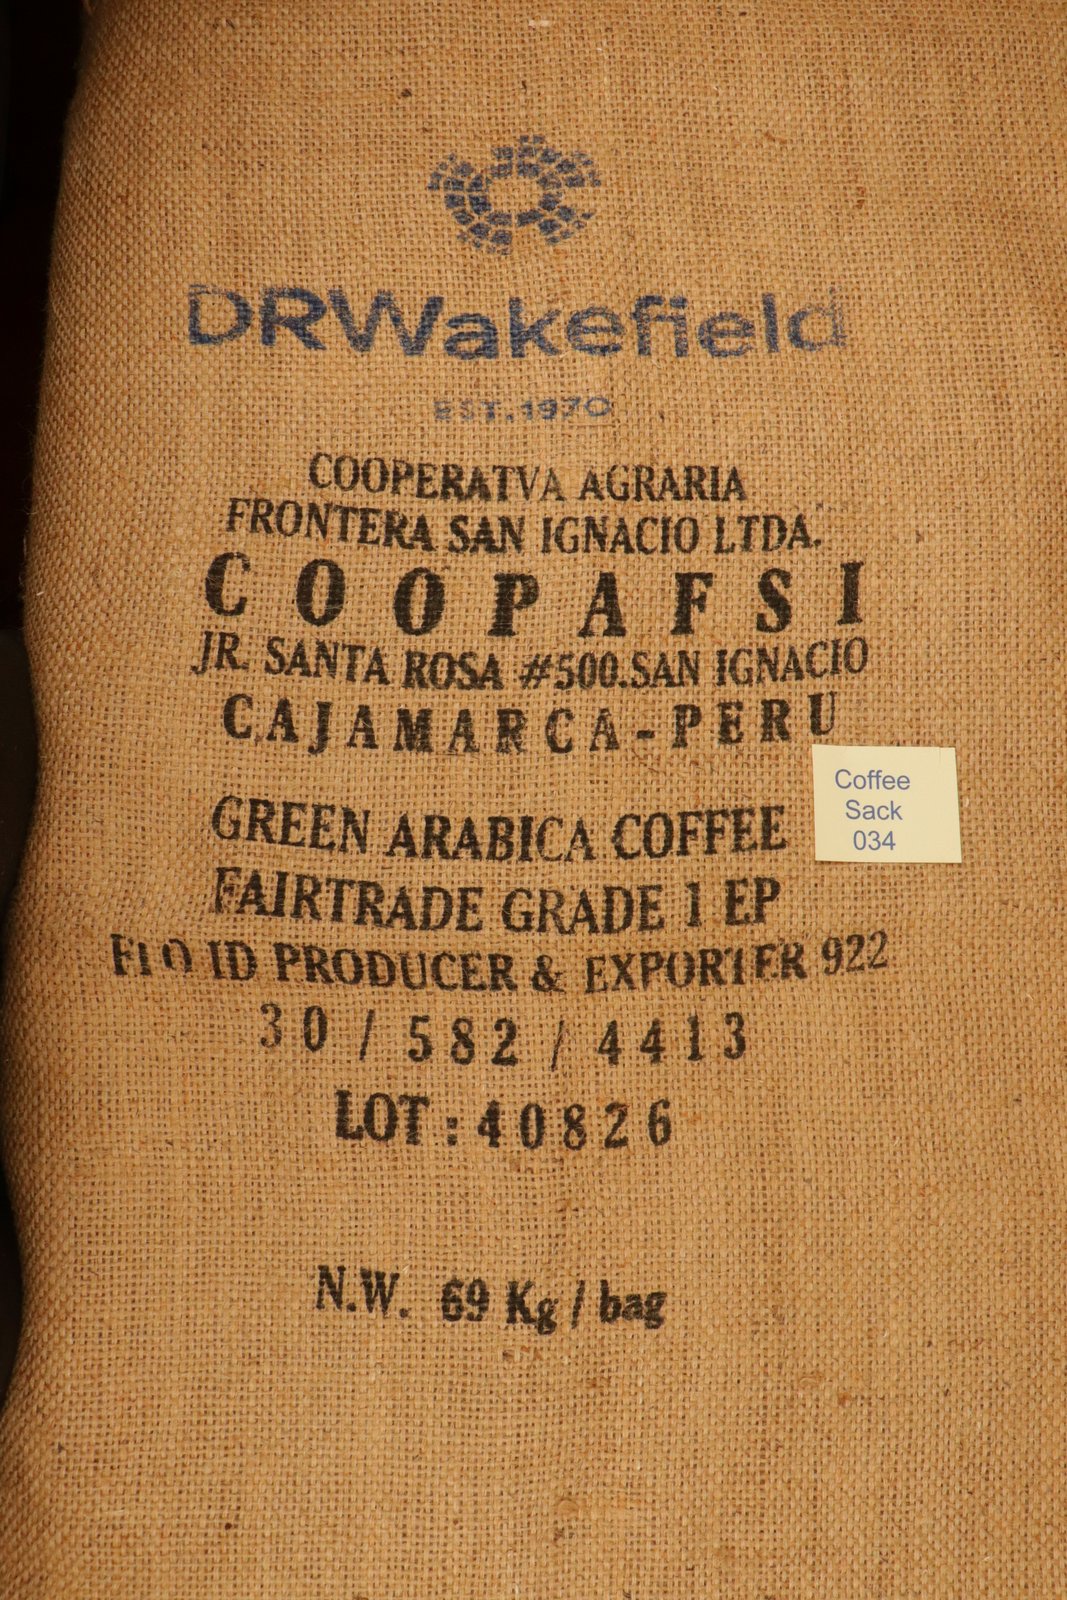 DRWakefield
EST.1970
COOPERATVA AGRARIA
FRONTERA SAN IGNACIO LTDA.
COOPAFSI
JR. SANTA ROSA #500.SAN IGNACIO
CAJAMARCA-PERU
Coffee
Sack
034
GREEN ARABICA COFFEE
FAIRTRADE GRADE 1 EP
FLO ID PRODUCER & EXPORTER 922
30 / 582 / 4413
LOT : 40826
N.W. 69 Kg / bag